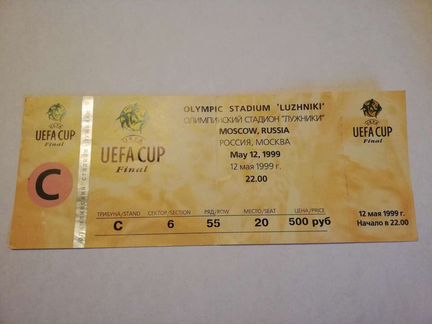 UEFA
UEFA CUP
Final
C
UEFA
UEFA CUP
Final
OLYMPIC STADIUM 'LUZHNIKI'
ОЛИМПИЙСКИЙ СТАДИОН "ЛУЖНИКИ"
MOSCOW, RUSSIA
РОССИЯ, МОСКВА
May 12, 1999
12 мая 1999 г.
22.00
ТРИБУНА/STAND СЕКТОР/SECTION РЯД/ROW МЕСТО/SEAT ЦЕНА/PRICE
C 6 55 20 500 руб
UEFA CUP
Final
12 мая 1999 г.
Начало в 22.00